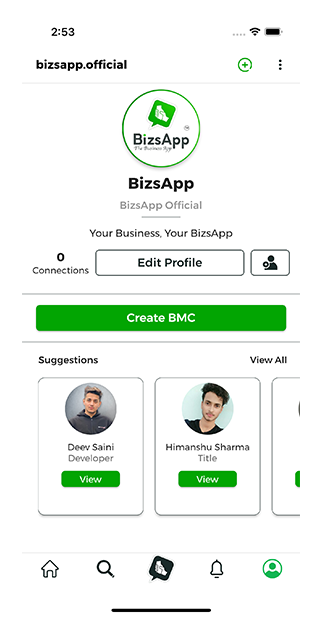 2:53
bizsapp.official
BizsApp
The Business App
BizsApp
BizsApp Official
Your Business, Your BizsApp
0
Connections
Edit Profile
Create BMC
Suggestions View All
Deev Saini
Developer
View
Himanshu Sharma
Title
View